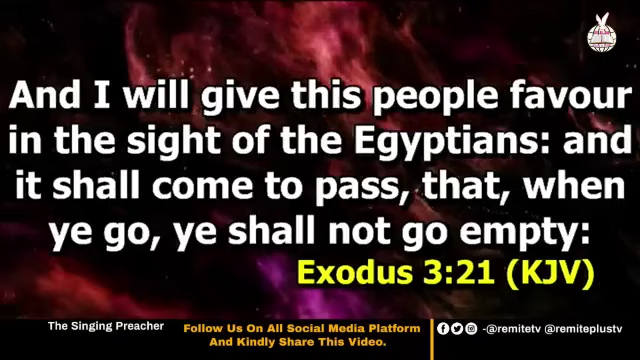 And I will give this people favour
in the sight of the Egyptians: and
it shall come to pass, that, when
ye go, ye shall not go empty:
Exodus 3:21 (KJV)
The Singing Preacher
Follow Us On All Social Media Platform
And Kindly Share This Video.
-@remitetv @remiteplustv